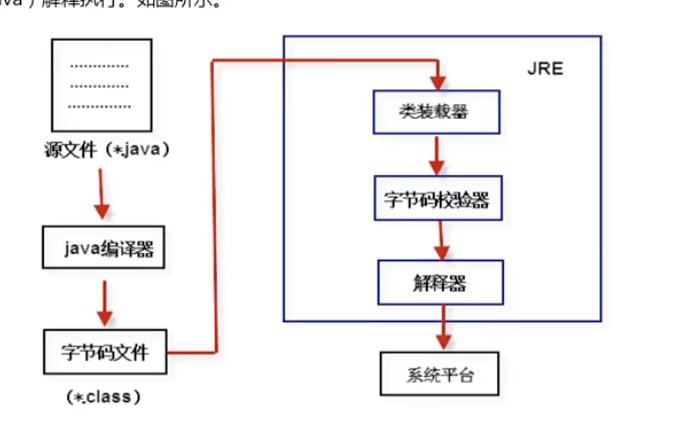 ava）解释执行。如图所示。
源文件（*.java）
java编译器
字节码文件
（*.class）
JRE
类装载器
字节码校验器
解释器
系统平台